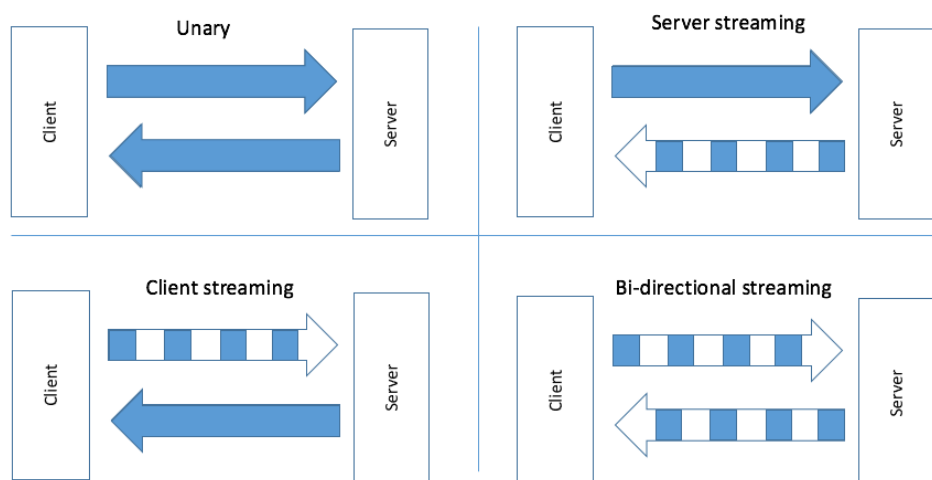 Unary
Client
Server
Server streaming
Client
Server
Client streaming
Client
Server
Bi-directional streaming
Client
Server